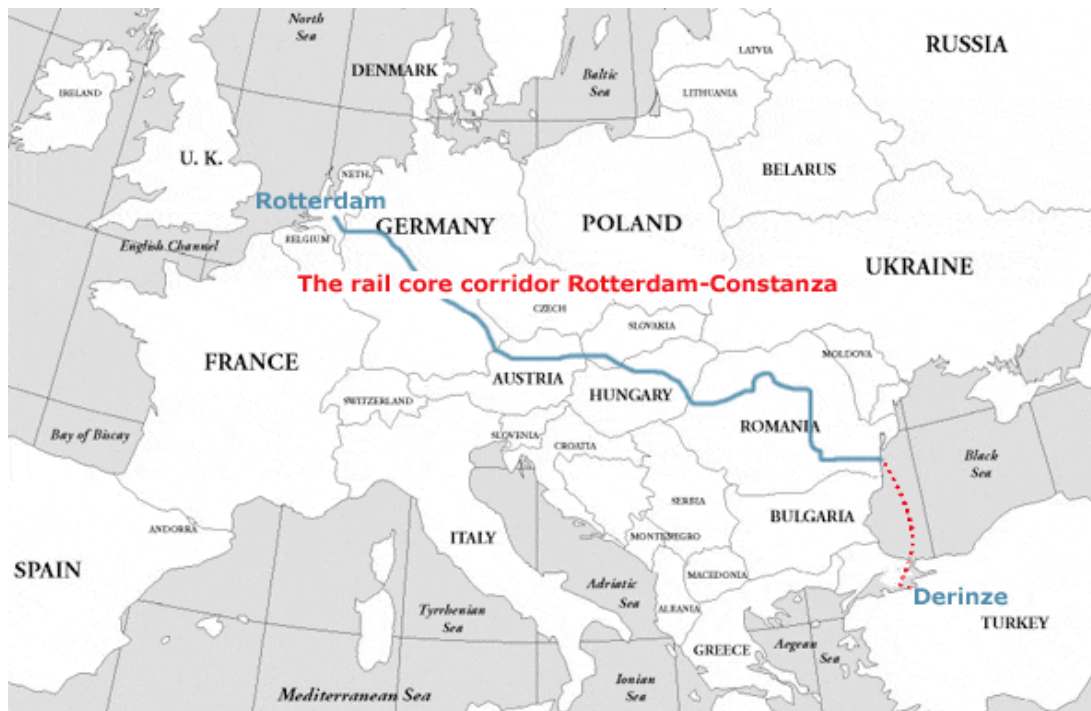 North
Sea
DENMARK
Baltic
Sea
LATVIA
RUSSIA
LITHUANIA
IRELAND
U. K.
BELARUS
NETH.
Rotterdam
GERMANY
POLAND
BELGIUM
English Channel
UKRAINE
The rail core corridor Rotterdam-Constanza
CZECH
SLOVAKIA
FRANCE
MOLDOVA
AUSTRIA
HUNGARY
SWITZERLAND
ROMANIA
Bay of Biscay
SLOVENIA
CROATIA
Black
Sea
SERBIA
BULGARIA
ANDORRA
ITALY
MONTENEGRO
SPAIN
MACEDONIA
Adriatic
Sea
Derinze
Tyrrhenian
Sea
ALBANIA
TURKEY
GREECE
Aegean
Sea
Ionian
Sea
Mediterranean Sea